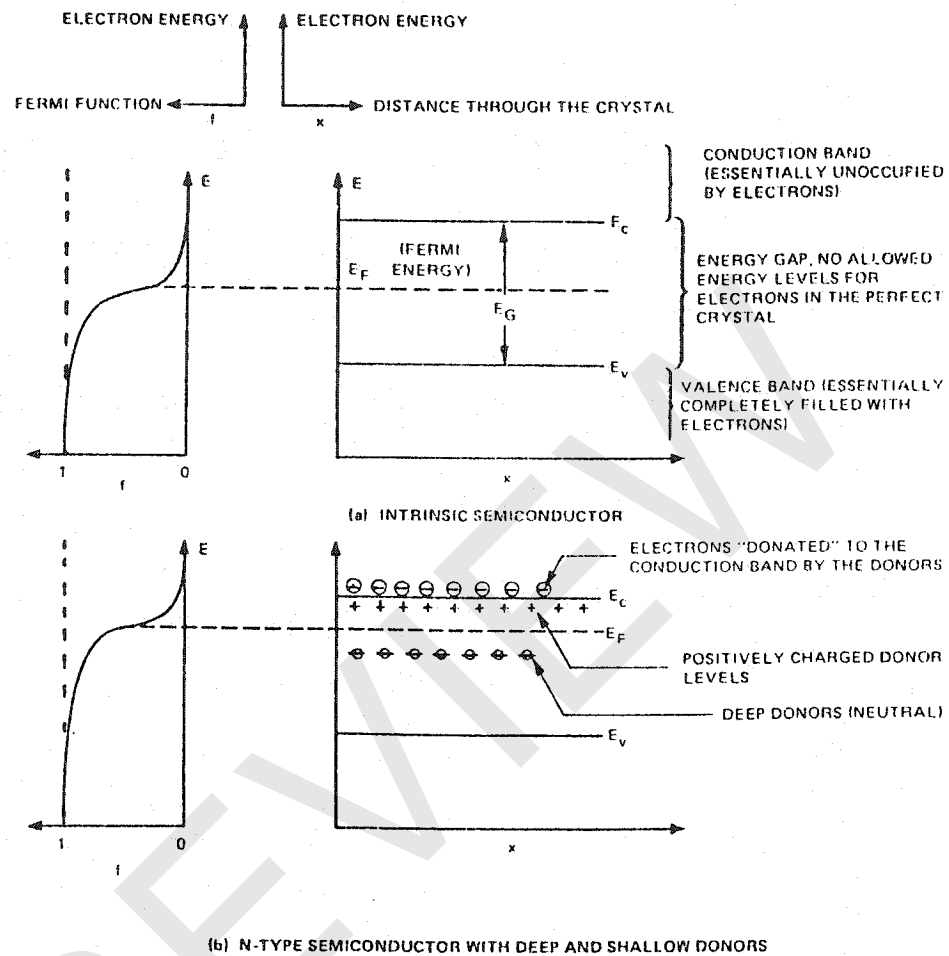 ELECTRON ENERGY
ELECTRON ENERGY
FERMI FUNCTION
f
x
DISTANCE THROUGH THE CRYSTAL
E
E
CONDUCTION BAND
(ESSENTIALLY UNOCCUPIED
BY ELECTRONS)
E_c
(FERMI
ENERGY)
E_F
E_G
ENERGY GAP, NO ALLOWED
ENERGY LEVELS FOR
ELECTRONS IN THE PERFECT
CRYSTAL
E_v
VALENCE BAND (ESSENTIALLY
COMPLETELY FILLED WITH
ELECTRONS)
1
0
f
x
(a) INTRINSIC SEMICONDUCTOR
E
ELECTRONS "DONATED" TO THE
CONDUCTION BAND BY THE DONORS
E_c
+ + + + + + + + + +
E_F
POSITIVELY CHARGED DONOR
LEVELS
DEEP DONORS (NEUTRAL)
E_v
1
0
f
x
(b) N-TYPE SEMICONDUCTOR WITH DEEP AND SHALLOW DONORS
REVIEW